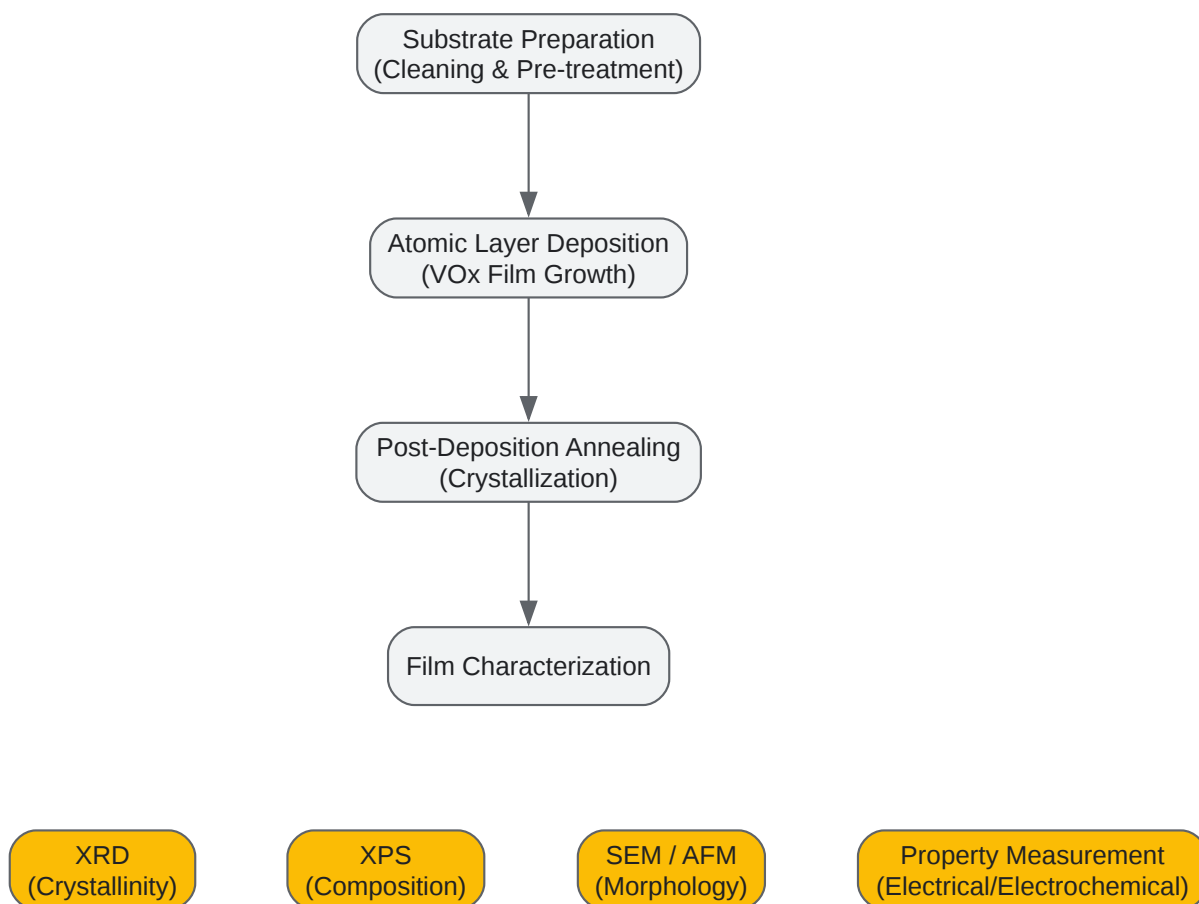 Substrate Preparation
(Cleaning & Pre-treatment)
Atomic Layer Deposition
(VOx Film Growth)
Post-Deposition Annealing
(Crystallization)
Film Characterization
XRD
(Crystallinity)
XPS
(Composition)
SEM / AFM
(Morphology)
Property Measurement
(Electrical/Electrochemical)